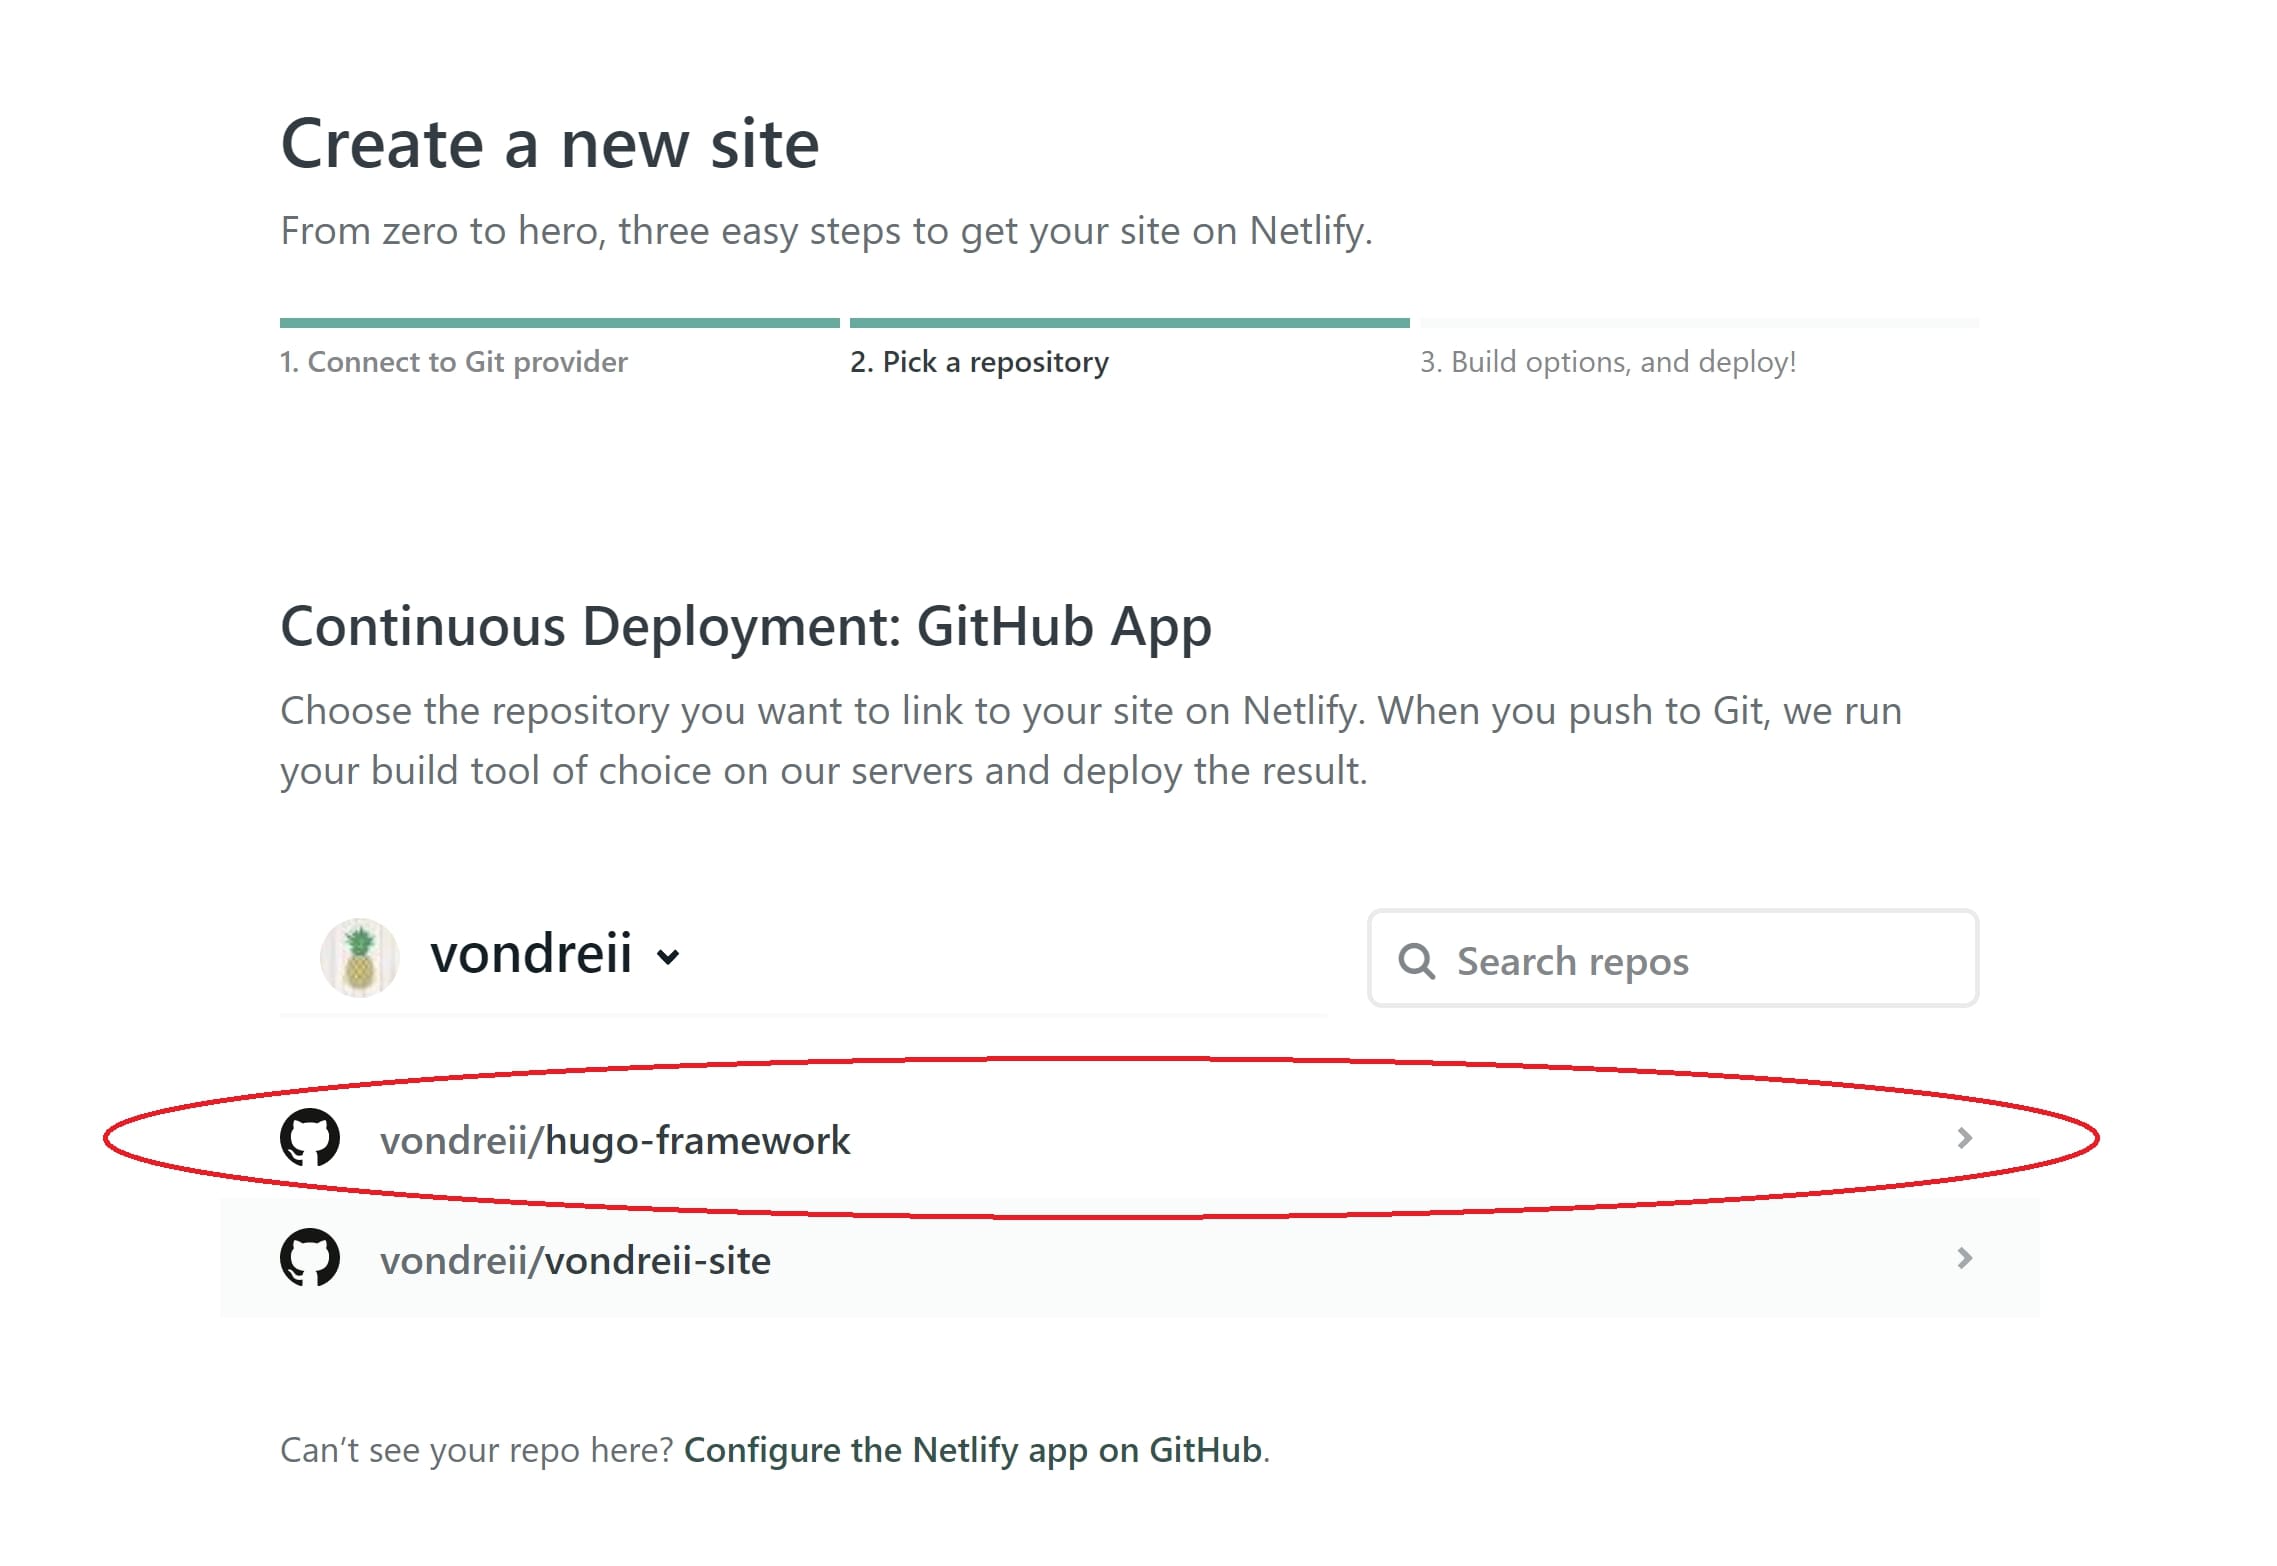 Create a new site
From zero to hero, three easy steps to get your site on Netlify.
1. Connect to Git provider
2. Pick a repository
3. Build options, and deploy!
Continuous Deployment: GitHub App
Choose the repository you want to link to your site on Netlify. When you push to Git, we run
your build tool of choice on our servers and deploy the result.
vondreii
Search repos
vondreii/hugo-framework
vondreii/vondreii-site
Can’t see your repo here? Configure the Netlify app on GitHub.